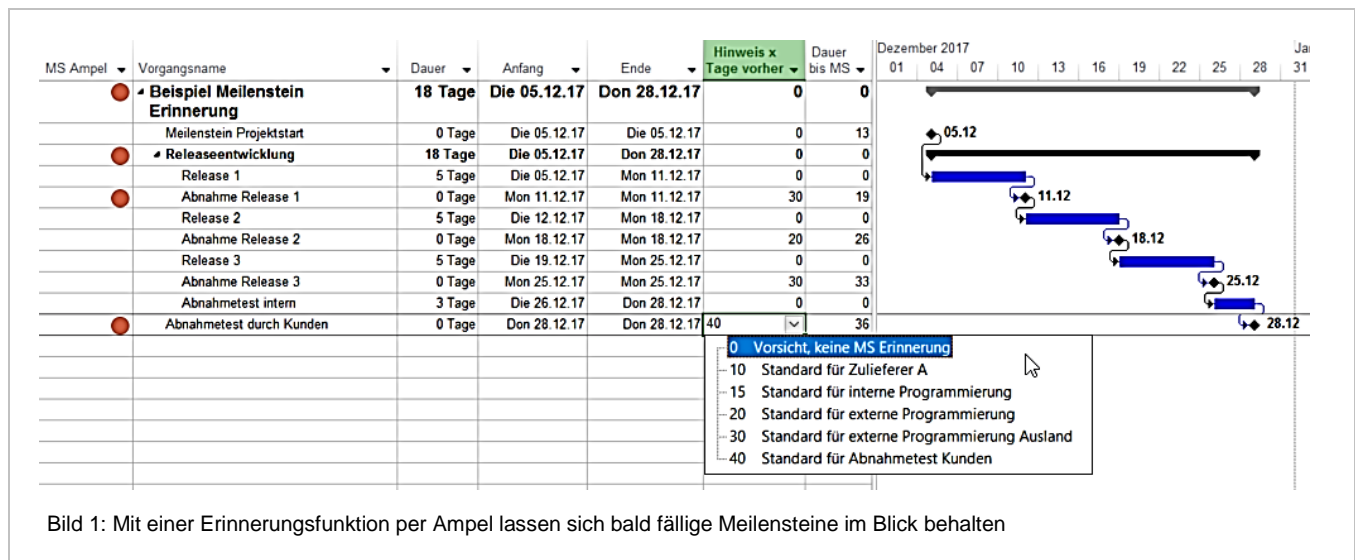 Hinweis x Dauer Dezember 2017 Ja
MS Ampel Vorgangsname Dauer Anfang Ende Tage vorher bis MS 01 04 07 10 13 16 19 22 25 28 31
Beispiel Meilenstein 18 Tage Die 05.12.17 Don 28.12.17 0 0
Erinnerung
Meilenstein Projektstart 0 Tage Die 05.12.17 Die 05.12.17 0 13 05.12
Releaseentwicklung 18 Tage Die 05.12.17 Don 28.12.17 0 0
Release 1 5 Tage Die 05.12.17 Mon 11.12.17 0 0
Abnahme Release 1 0 Tage Mon 11.12.17 Mon 11.12.17 30 19 11.12
Release 2 5 Tage Die 12.12.17 Mon 18.12.17 0 0
Abnahme Release 2 0 Tage Mon 18.12.17 Mon 18.12.17 20 26 18.12
Release 3 5 Tage Die 19.12.17 Mon 25.12.17 0 0
Abnahme Release 3 0 Tage Mon 25.12.17 Mon 25.12.17 30 33 25.12
Abnahmetest intern 3 Tage Die 26.12.17 Don 28.12.17 0 0
Abnahmetest durch Kunden 0 Tage Don 28.12.17 Don 28.12.17 40 36 28.12
0 Vorsicht, keine MS Erinnerung
10 Standard für Zulieferer A
15 Standard für interne Programmierung
20 Standard für externe Programmierung
30 Standard für externe Programmierung Ausland
40 Standard für Abnahmetest Kunden
Bild 1: Mit einer Erinnerungsfunktion per Ampel lassen sich bald fällige Meilensteine im Blick behalten